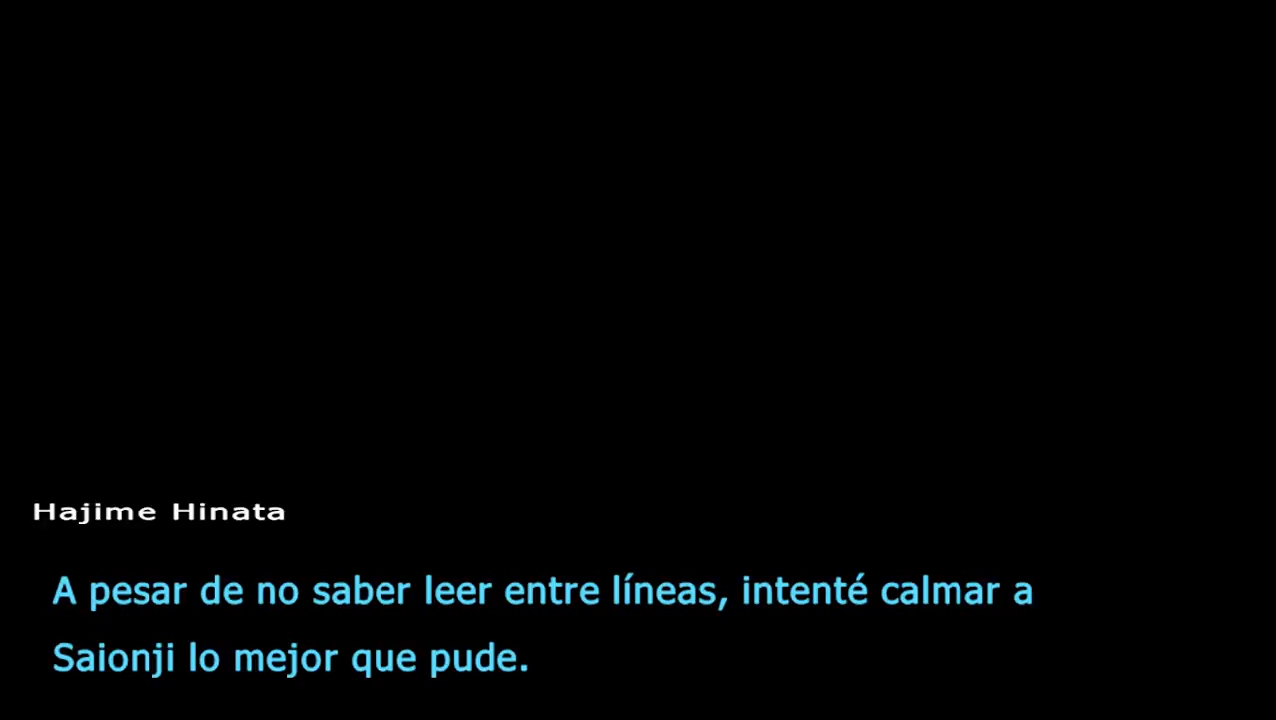 Hajime Hinata
A pesar de no saber leer entre líneas, intenté calmar a
Saionji lo mejor que pude.